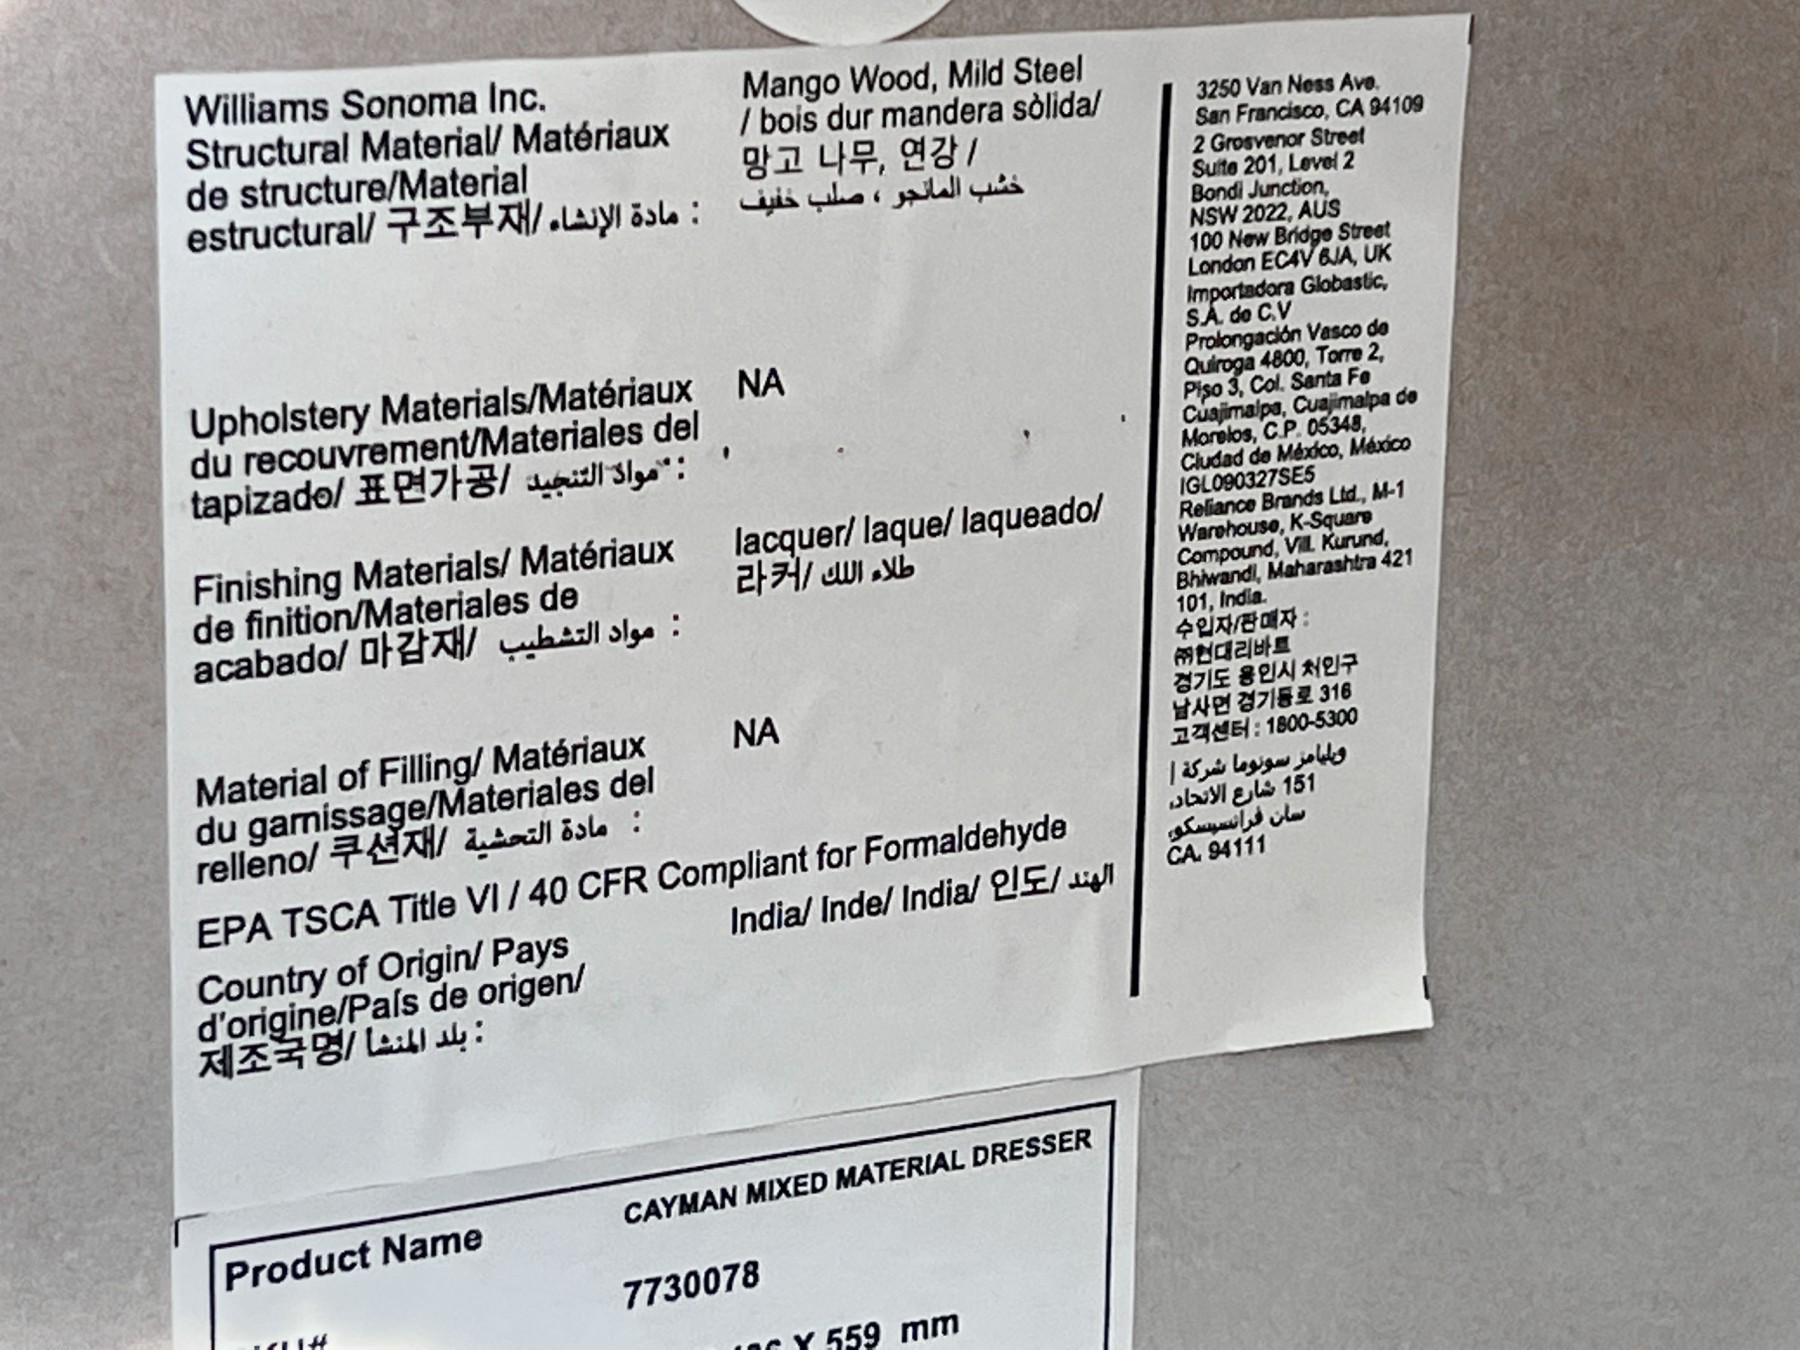 Williams Sonoma Inc.
Structural Material/ Matériaux
de structure/Material
estructural/ 구조부재/ مادة الإنشاء. :
Mango Wood, Mild Steel
/ bois dur mandera sòlida/
망고 나무, 연강 /
خشب المانجو ، صلب خفيف
Upholstery Materials/Matériaux
du recouvrement/Materiales del
tapizado/ 표면가공/ مواد التنجيد :
NA
Finishing Materials/ Matériaux
de finition/Materiales de
acabado/ 마감재/ مواد التشطيب :
lacquer/ laque/ laqueado/
라커/ طلاء اللك
Material of Filling/ Matériaux
du garnissage/Materiales del
relleno/ 쿠션재/ مادة التحشية :
NA
EPA TSCA Title VI / 40 CFR Compliant for Formaldehyde
Country of Origin/ Pays
d'origine/País de origen/
제조국명/ بلد المنشأ :
India/ Inde/ India/ 인도/ الهند
3250 Van Ness Ave.
San Francisco, CA 94109
2 Grosvenor Street
Suite 201, Level 2
Bondi Junction,
NSW 2022, AUS
100 New Bridge Street
London EC4V 6JA, UK
Importadora Globastic,
S.A. de C.V
Prolongación Vasco de
Quiroga 4800, Torre 2,
Piso 3, Col. Santa Fe
Cuajimalpa, Cuajimalpa de
Morelos, C.P. 05348,
Ciudad de México, México
IGL090327SE5
Reliance Brands Ltd., M-1
Warehouse, K-Square
Compound, Vill. Kurund,
Bhiwandi, Maharashtra 421
101, India.
수입자/판매자 :
㈜현대리바트
경기도 용인시 처인구
남사면 경기동로 316
고객센터 : 1800-5300
ويليامز سونوما شركة |
151 شارع الاتحاد،
سان فرانسيسكو،
CA. 94111
Product Name
CAYMAN MIXED MATERIAL DRESSER
7730078
X 559 mm